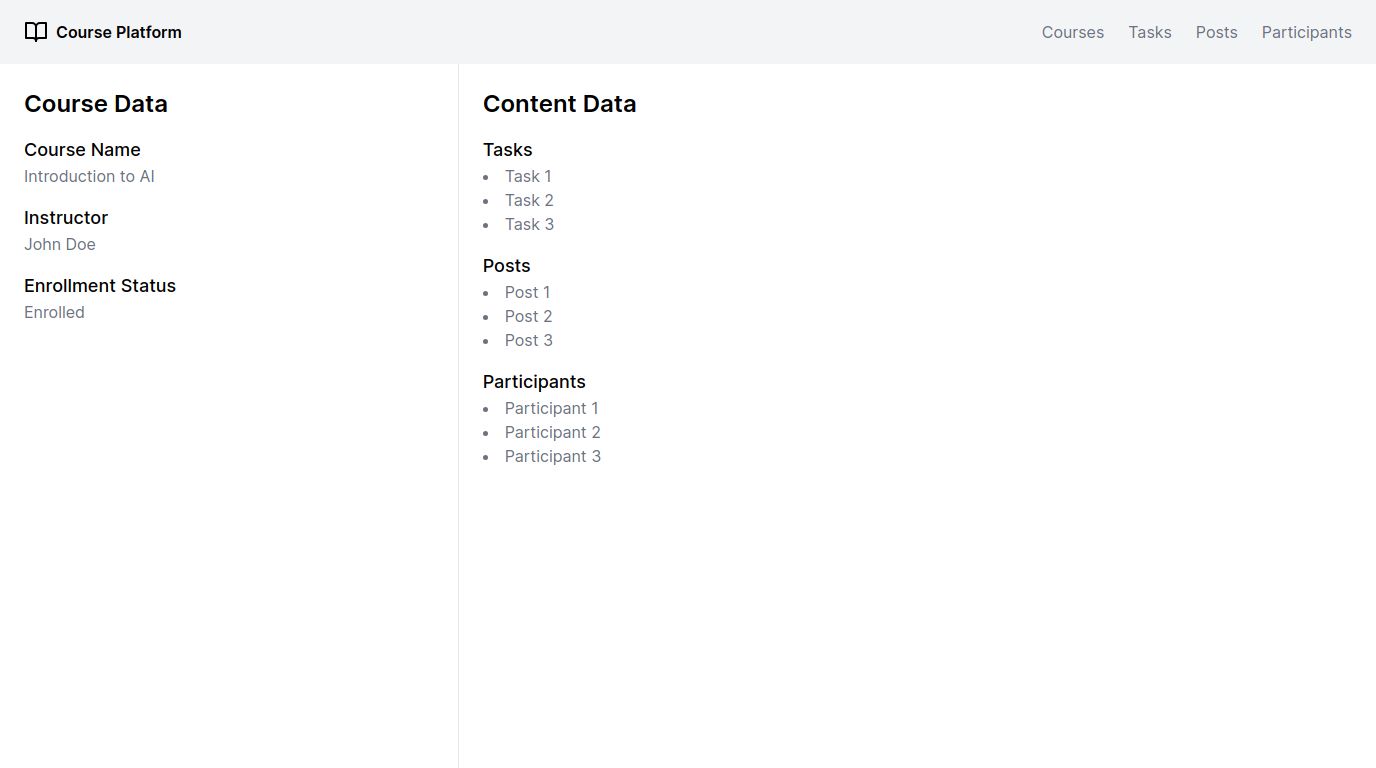 Course Platform
Courses
Tasks
Posts
Participants
Course Data
Course Name
Introduction to AI
Instructor
John Doe
Enrollment Status
Enrolled
Content Data
Tasks
Task 1
Task 2
Task 3
Posts
Post 1
Post 2
Post 3
Participants
Participant 1
Participant 2
Participant 3